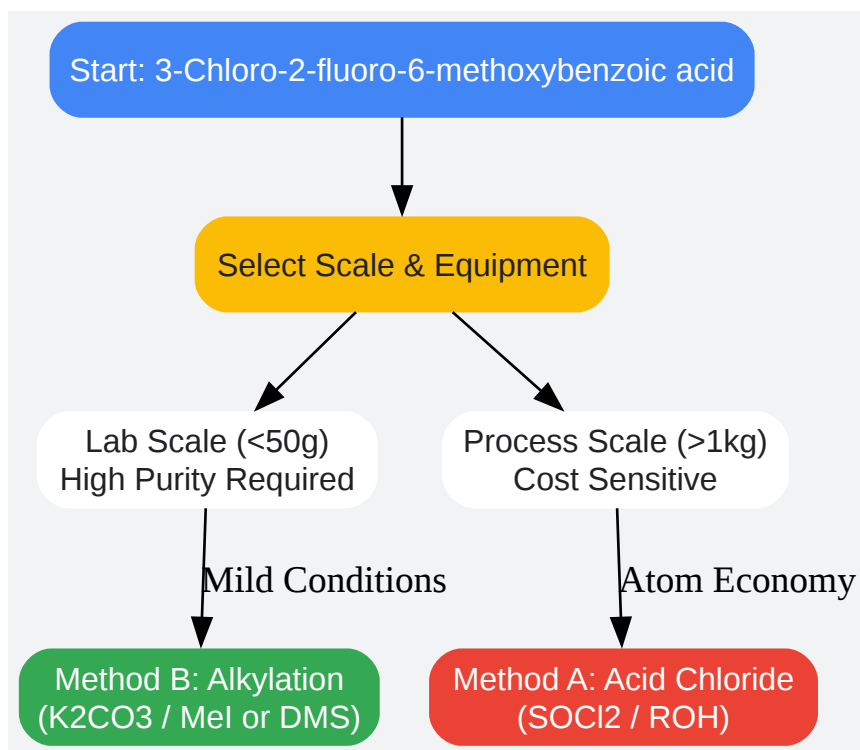 Start: 3-Chloro-2-fluoro-6-methoxybenzoic acid
Select Scale & Equipment
Lab Scale (<50g)
High Purity Required
Process Scale (>1kg)
Cost Sensitive
Mild Conditions
Atom Economy
Method B: Alkylation
(K2CO3 / MeI or DMS)
Method A: Acid Chloride
(SOCl2 / ROH)